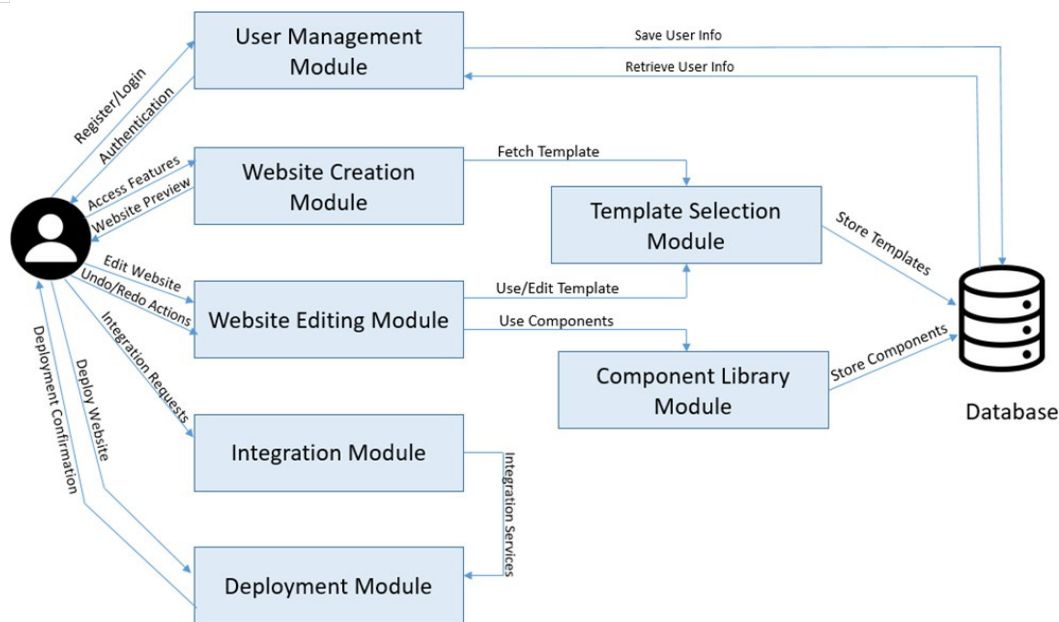 User Management
Module
Save User Info
Retrieve User Info
Register/Login
Authentication
Website Creation
Module
Fetch Template
Access Features
Website Preview
Template Selection
Module
Store Templates
Edit Website
Undo/Redo Actions
Website Editing Module
Use/Edit Template
Use Components
Component Library
Module
Store Components
Database
Integration Requests
Integration Module
Integration Services
Deploy Website
Deployment Confirmation
Deployment Module